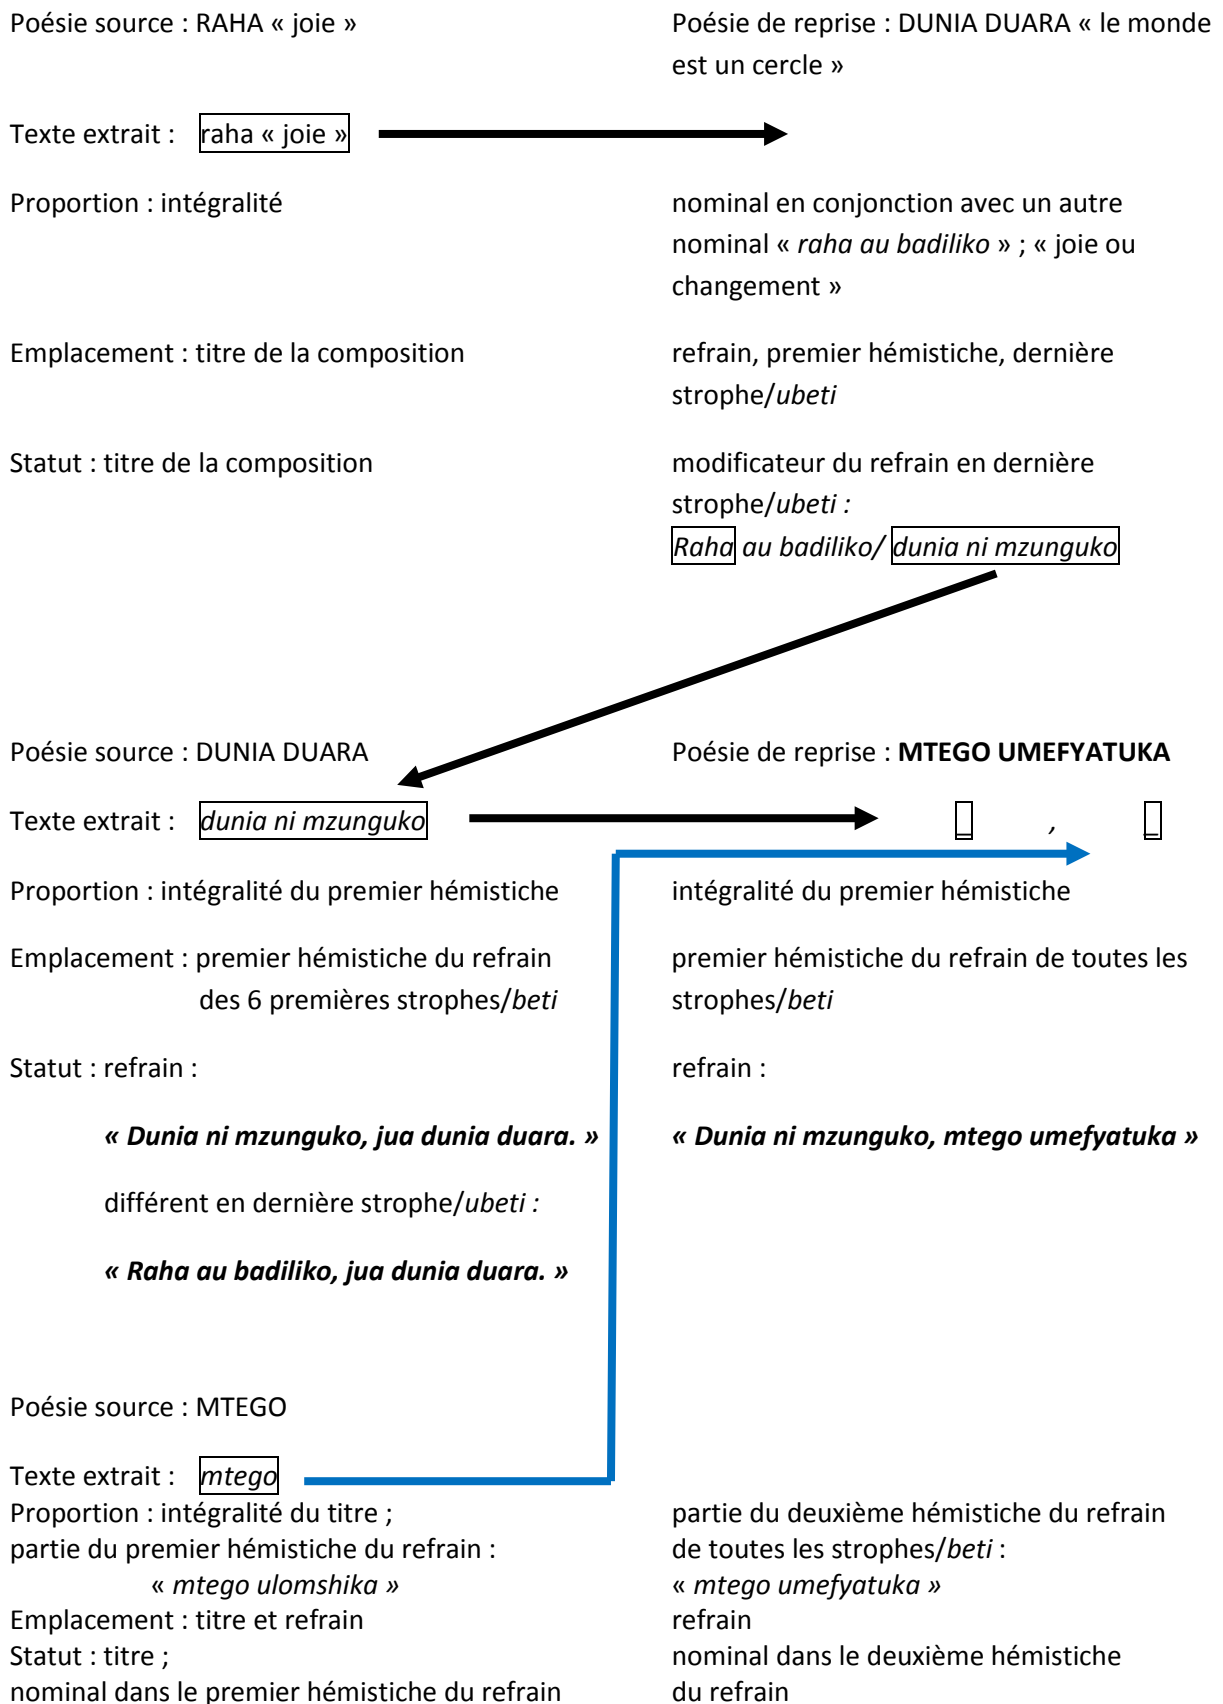 Poésie source : RAHA « joie »
Poésie de reprise : DUNIA DUARA « le monde
est un cercle »
Texte extrait : raha « joie »
Proportion : intégralité
nominal en conjonction avec un autre
nominal « raha au badiliko » ; « joie ou
changement »
Emplacement : titre de la composition
refrain, premier hémistiche, dernière
strophe/ubeti
Statut : titre de la composition
modificateur du refrain en dernière
strophe/ubeti :
Raha au badiliko/ dunia ni mzunguko
Poésie source : DUNIA DUARA
Poésie de reprise : MTEGO UMEFYATUKA
Texte extrait : dunia ni mzunguko
_ , _
Proportion : intégralité du premier hémistiche
intégralité du premier hémistiche
Emplacement : premier hémistiche du refrain
des 6 premières strophes/beti
premier hémistiche du refrain de toutes les
strophes/beti
Statut : refrain :
refrain :
« Dunia ni mzunguko, jua dunia duara. »
« Dunia ni mzunguko, mtego umefyatuka »
différent en dernière strophe/ubeti :
« Raha au badiliko, jua dunia duara. »
Poésie source : MTEGO
Texte extrait : mtego
Proportion : intégralité du titre ;
partie du premier hémistiche du refrain :
« mtego ulomshika »
Emplacement : titre et refrain
Statut : titre ;
nominal dans le premier hémistiche du refrain
partie du deuxième hémistiche du refrain
de toutes les strophes/beti :
« mtego umefyatuka »
refrain
nominal dans le deuxième hémistiche
du refrain